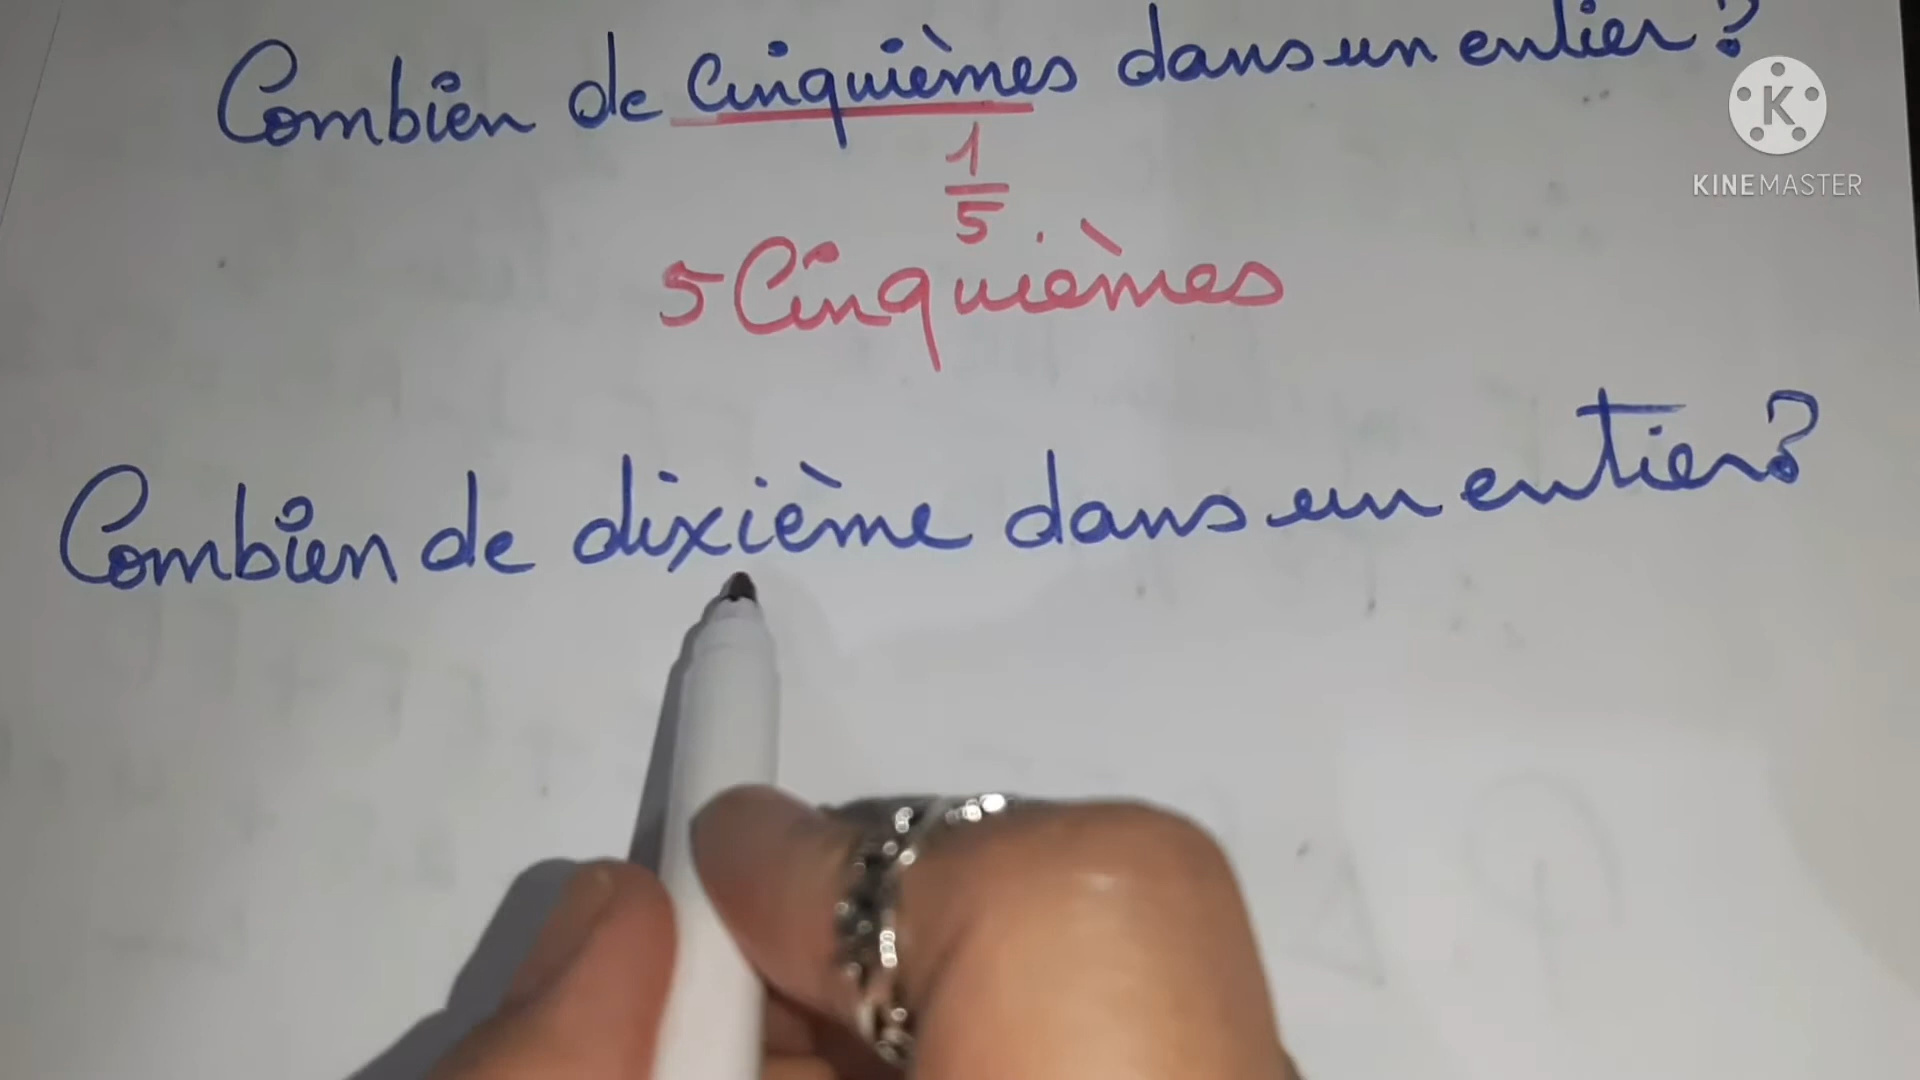 Combien de cinquièmes dans un entier?
1
5
5 Cinquièmes
Combien de dixième dans un entier?
K
KINEMASTER